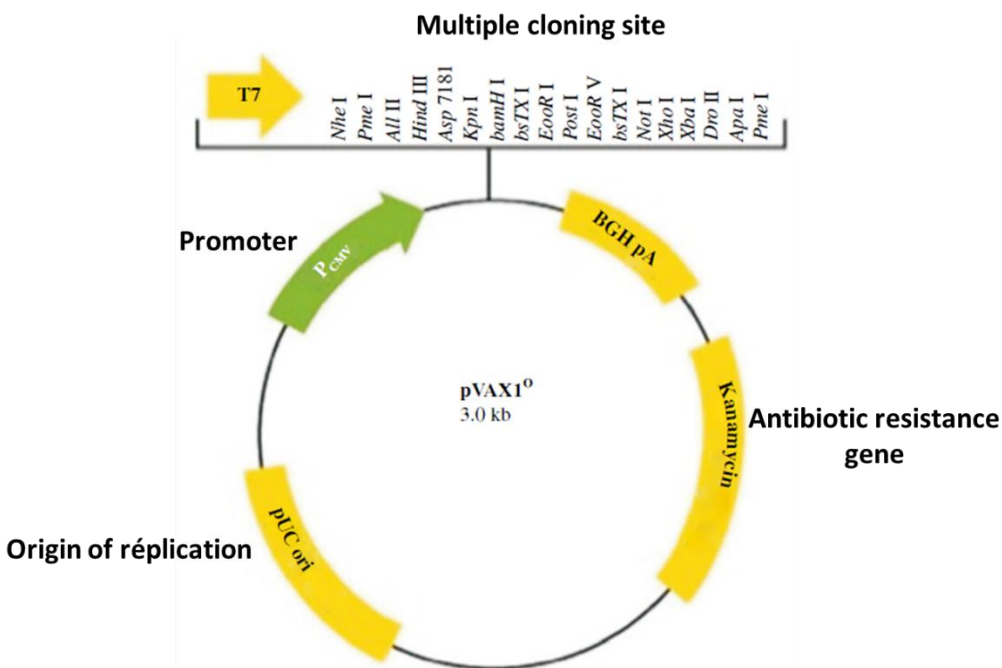 Multiple cloning site
T7
Nhe I
Pme I
All II
Hind III
Asp 7181
Kpn I
bamH I
bsTX I
EooR I
Post I
EooR V
bsTX I
Not I
Xho I
Xba I
Dro II
Apa I
Pme I
Promoter
PCMV
BGH pA
pVAX1⁰
3.0 kb
Kanamycin
Antibiotic resistance
gene
Origin of réplication
pUC ori